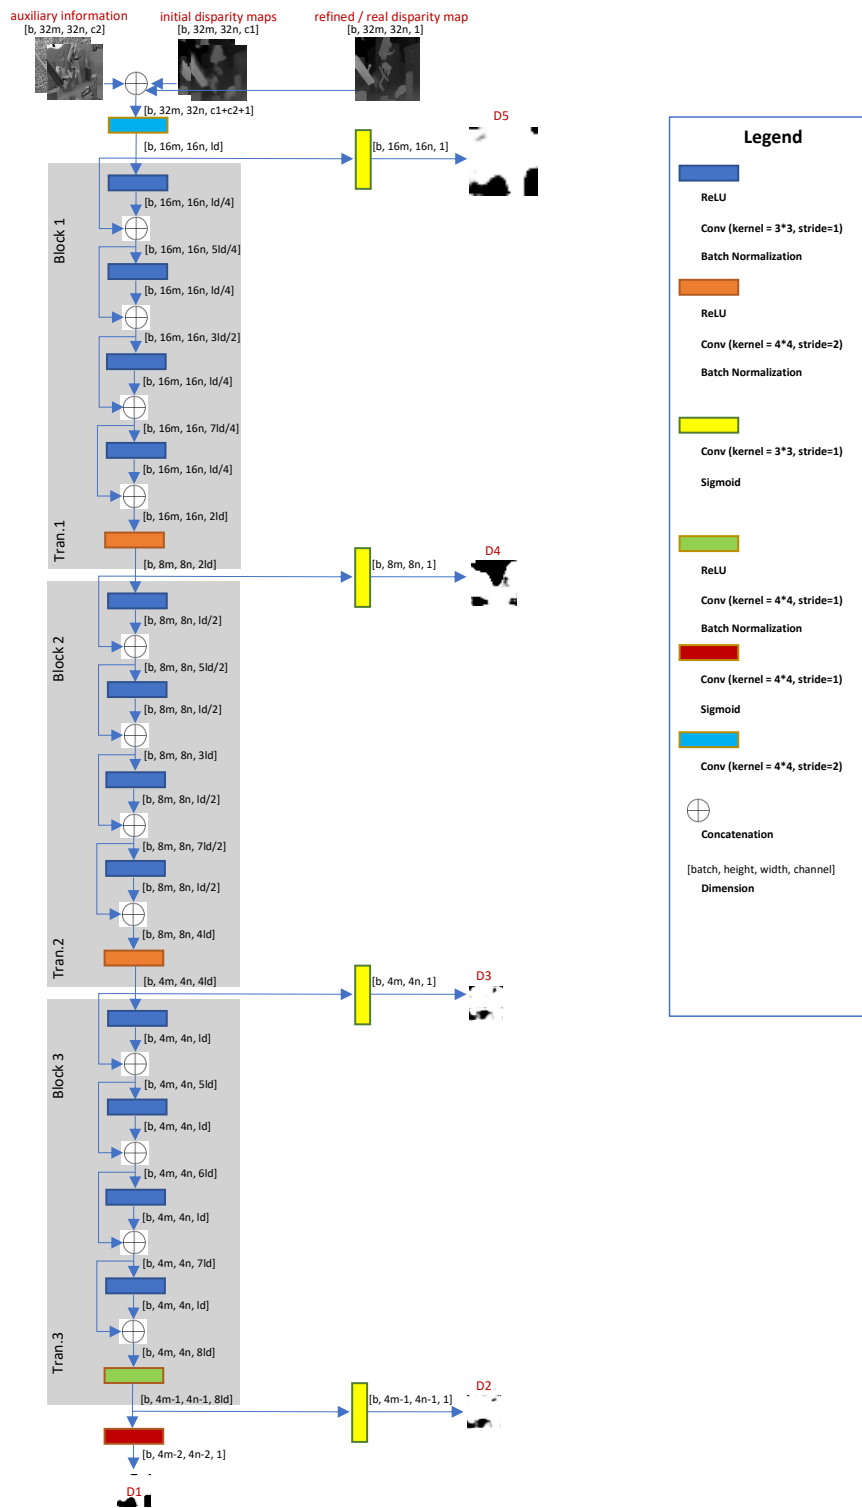 auxiliary information
[b, 32m, 32n, c2]
initial disparity maps
[b, 32m, 32n, c1]
refined / real disparity map
[b, 32m, 32n, 1]
[b, 32m, 32n, c1+c2+1]
D5
[b, 16m, 16n, ld]
[b, 16m, 16n, 1]
Block 1
[b, 16m, 16n, ld/4]
[b, 16m, 16n, 5ld/4]
[b, 16m, 16n, ld/4]
[b, 16m, 16n, 3ld/2]
[b, 16m, 16n, ld/4]
[b, 16m, 16n, 7ld/4]
[b, 16m, 16n, ld/4]
[b, 16m, 16n, 2ld]
Tran.1
D4
[b, 8m, 8n, 2ld]
[b, 8m, 8n, 1]
Block 2
[b, 8m, 8n, ld/2]
[b, 8m, 8n, 5ld/2]
[b, 8m, 8n, ld/2]
[b, 8m, 8n, 3ld]
[b, 8m, 8n, ld/2]
[b, 8m, 8n, 7ld/2]
[b, 8m, 8n, ld/2]
[b, 8m, 8n, 4ld]
Tran.2
D3
[b, 4m, 4n, 4ld]
[b, 4m, 4n, 1]
Block 3
[b, 4m, 4n, ld]
[b, 4m, 4n, 5ld]
[b, 4m, 4n, ld]
[b, 4m, 4n, 6ld]
[b, 4m, 4n, ld]
[b, 4m, 4n, 7ld]
[b, 4m, 4n, ld]
[b, 4m, 4n, 8ld]
Tran.3
D2
[b, 4m-1, 4n-1, 8ld]
[b, 4m-1, 4n-1, 1]
[b, 4m-2, 4n-2, 1]
D1
Legend
ReLU
Conv (kernel = 3*3, stride=1)
Batch Normalization
ReLU
Conv (kernel = 4*4, stride=2)
Batch Normalization
Conv (kernel = 3*3, stride=1)
Sigmoid
ReLU
Conv (kernel = 4*4, stride=1)
Batch Normalization
Conv (kernel = 4*4, stride=1)
Sigmoid
Conv (kernel = 4*4, stride=2)
Concatenation
[batch, height, width, channel]
Dimension